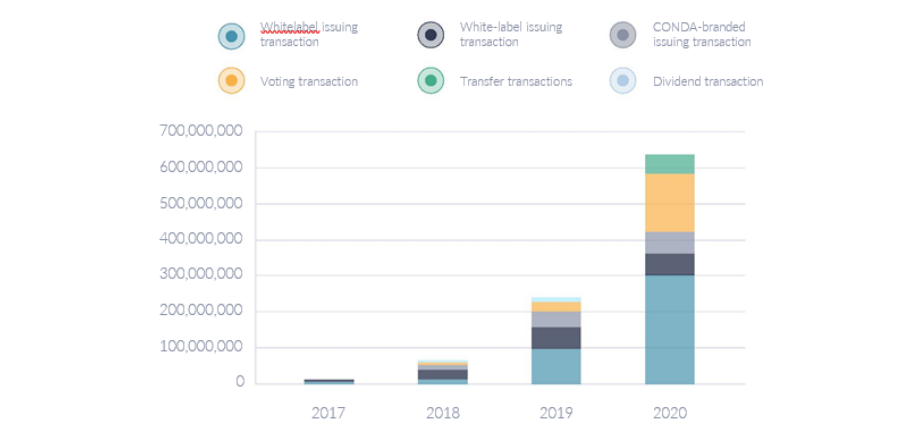 Whitelabel issuing
transaction
White-label issuing
transaction
CONDA-branded
issuing transaction
Voting transaction
Transfer transactions
Dividend transaction
700,000,000
600,000,000
500,000,000
400,000,000
300,000,000
200,000,000
100,000,000
0
2017
2018
2019
2020